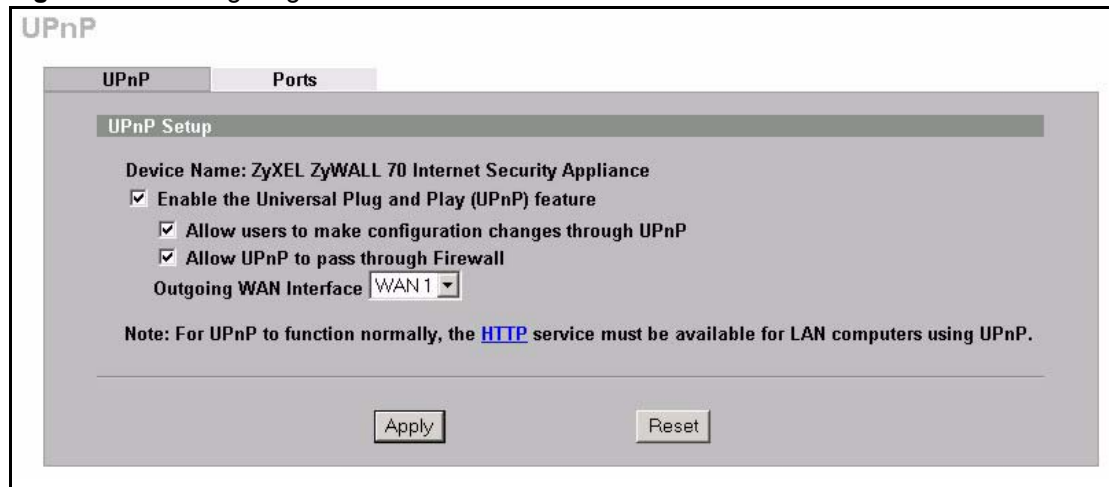 UPnP
UPnP
Ports
UPnP Setup
Device Name: ZyXEL ZyWALL 70 Internet Security Appliance
Enable the Universal Plug and Play (UPnP) feature
Allow users to make configuration changes through UPnP
Allow UPnP to pass through Firewall
Outgoing WAN Interface WAN 1
Note: For UPnP to function normally, the HTTP service must be available for LAN computers using UPnP.
Apply
Reset